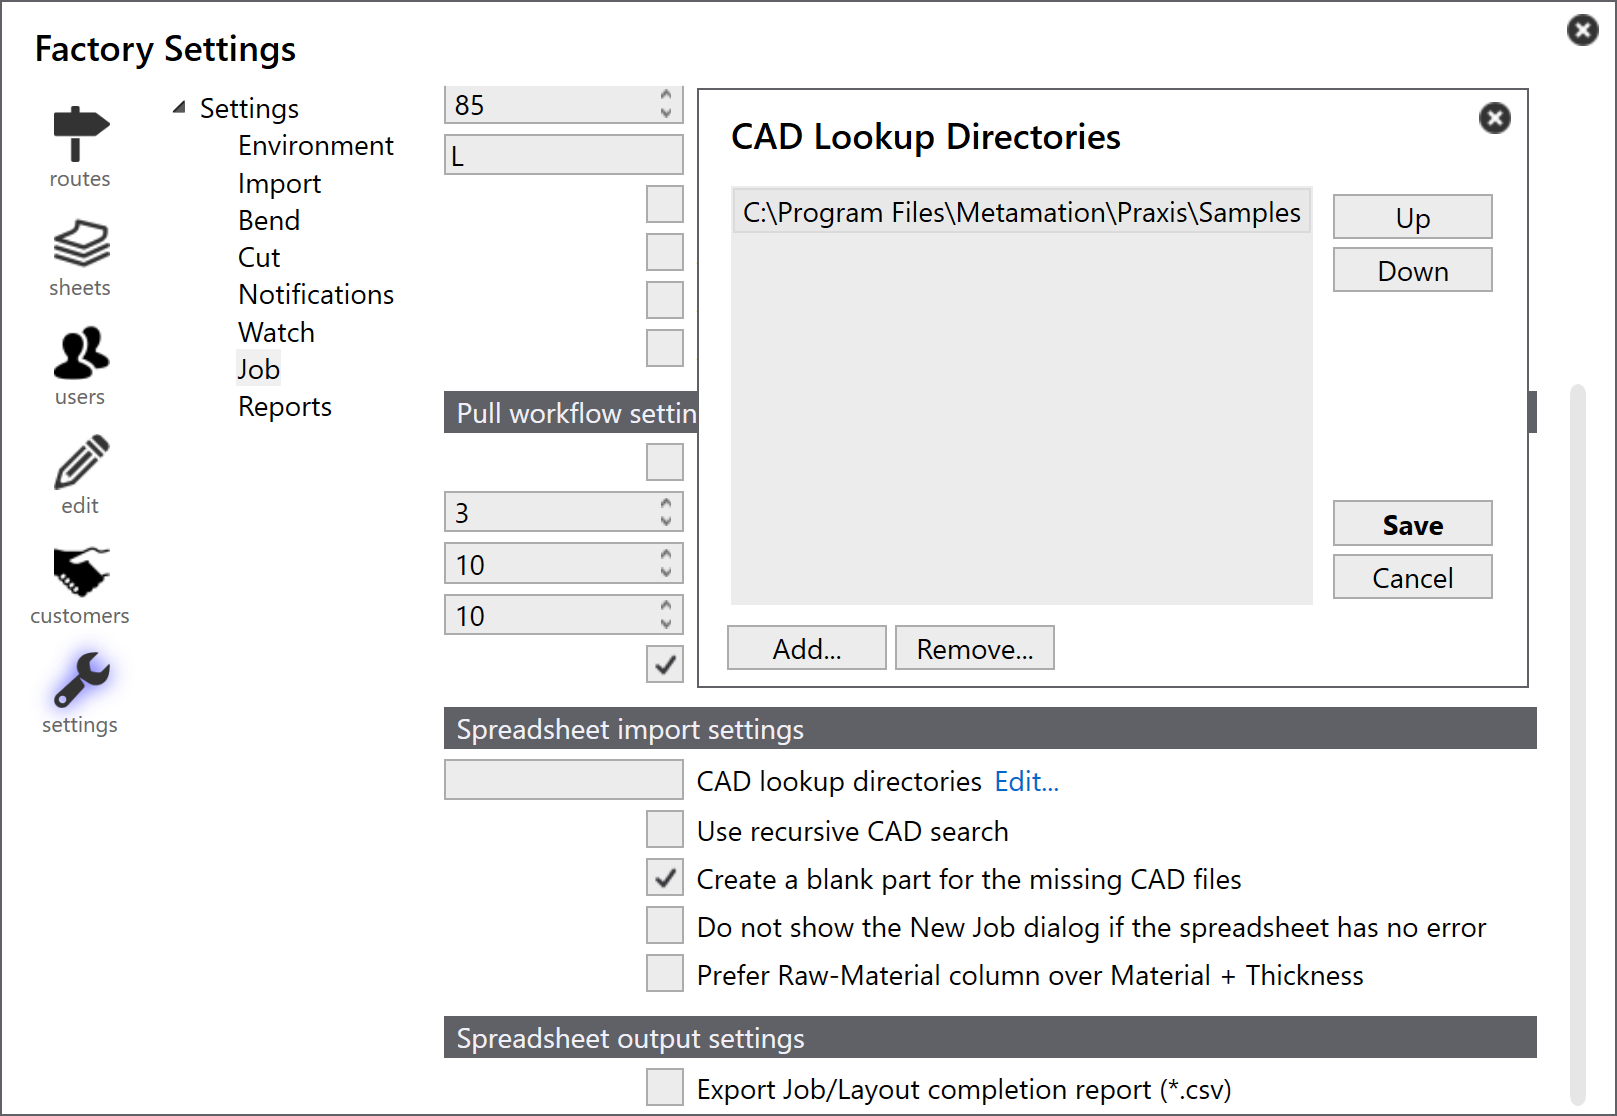 Factory Settings
routes
sheets
users
edit
customers
settings
Settings
Environment
Import
Bend
Cut
Notifications
Watch
Job
Reports
85
L
Pull workflow settin
3
10
10
CAD Lookup Directories
C:\Program Files\Metamation\Praxis\Samples
Up
Down
Save
Cancel
Add...
Remove...
Spreadsheet import settings
CAD lookup directories Edit...
Use recursive CAD search
Create a blank part for the missing CAD files
Do not show the New Job dialog if the spreadsheet has no error
Prefer Raw-Material column over Material + Thickness
Spreadsheet output settings
Export Job/Layout completion report (*.csv)